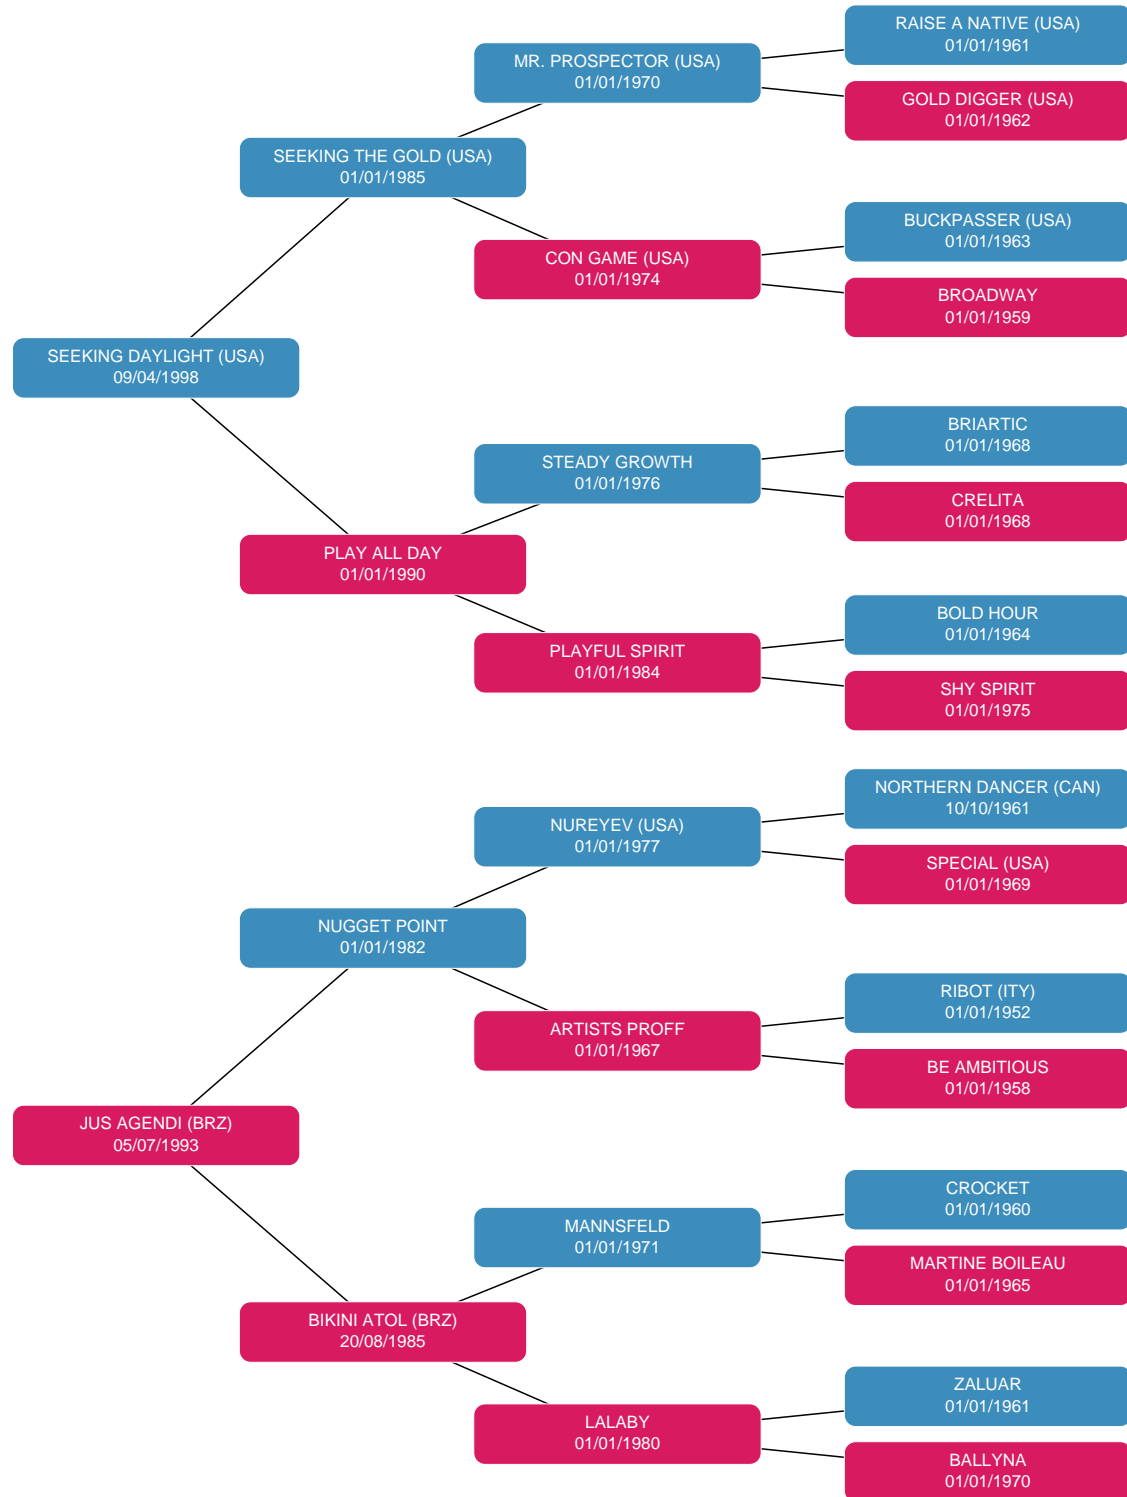 RAISE A NATIVE (USA)
01/01/1961
MR. PROSPECTOR (USA)
01/01/1970
GOLD DIGGER (USA)
01/01/1962
SEEKING THE GOLD (USA)
01/01/1985
BUCKPASSER (USA)
01/01/1963
CON GAME (USA)
01/01/1974
BROADWAY
01/01/1959
SEEKING DAYLIGHT (USA)
09/04/1998
BRIARTIC
01/01/1968
STEADY GROWTH
01/01/1976
CRELITA
01/01/1968
PLAY ALL DAY
01/01/1990
BOLD HOUR
01/01/1964
PLAYFUL SPIRIT
01/01/1984
SHY SPIRIT
01/01/1975
NORTHERN DANCER (CAN)
10/10/1961
NUREYEV (USA)
01/01/1977
SPECIAL (USA)
01/01/1969
NUGGET POINT
01/01/1982
RIBOT (ITY)
01/01/1952
ARTISTS PROFF
01/01/1967
BE AMBITIOUS
01/01/1958
JUS AGENDI (BRZ)
05/07/1993
CROCKET
01/01/1960
MANNSFELD
01/01/1971
MARTINE BOILEAU
01/01/1965
BIKINI ATOL (BRZ)
20/08/1985
ZALUAR
01/01/1961
LALABY
01/01/1980
BALLYNA
01/01/1970